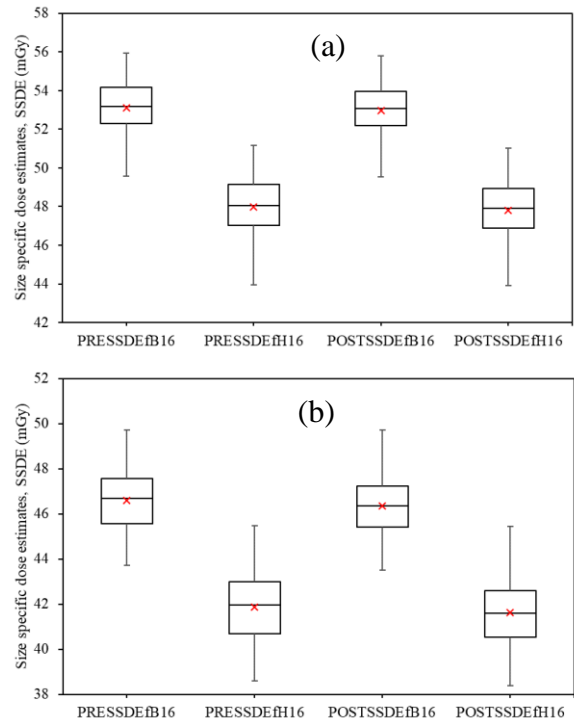 58
56
54
52
50
48
46
44
42
Size specific dose estimates, SSDE (mGy)
(a)
PRESSDEfB16 PRESSDEfH16 POSTSSDEfB16 POSTSSDEfH16
52
50
48
46
44
42
40
38
Size specific dose estimates, SSDE (mGy)
(b)
PRESSDEfB16 PRESSDEfH16 POSTSSDEfB16 POSTSSDEfH16